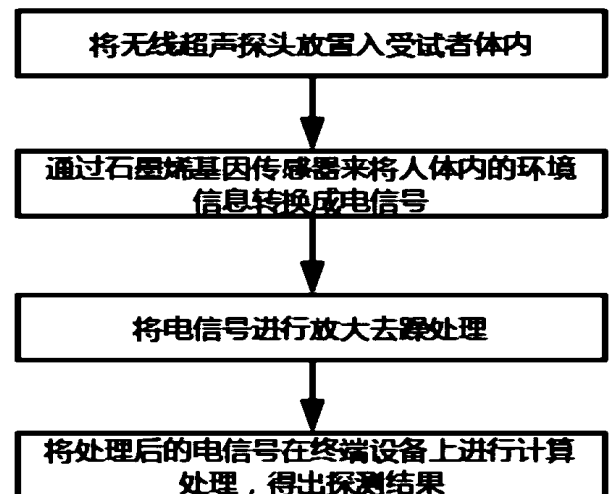 将无线超声探头放置入受试者体内
通过石墨烯基因传感器来将人体内的环境
信息转换成电信号
将电信号进行放大去躁处理
将处理后的电信号在终端设备上进行计算
处理，得出探测结果